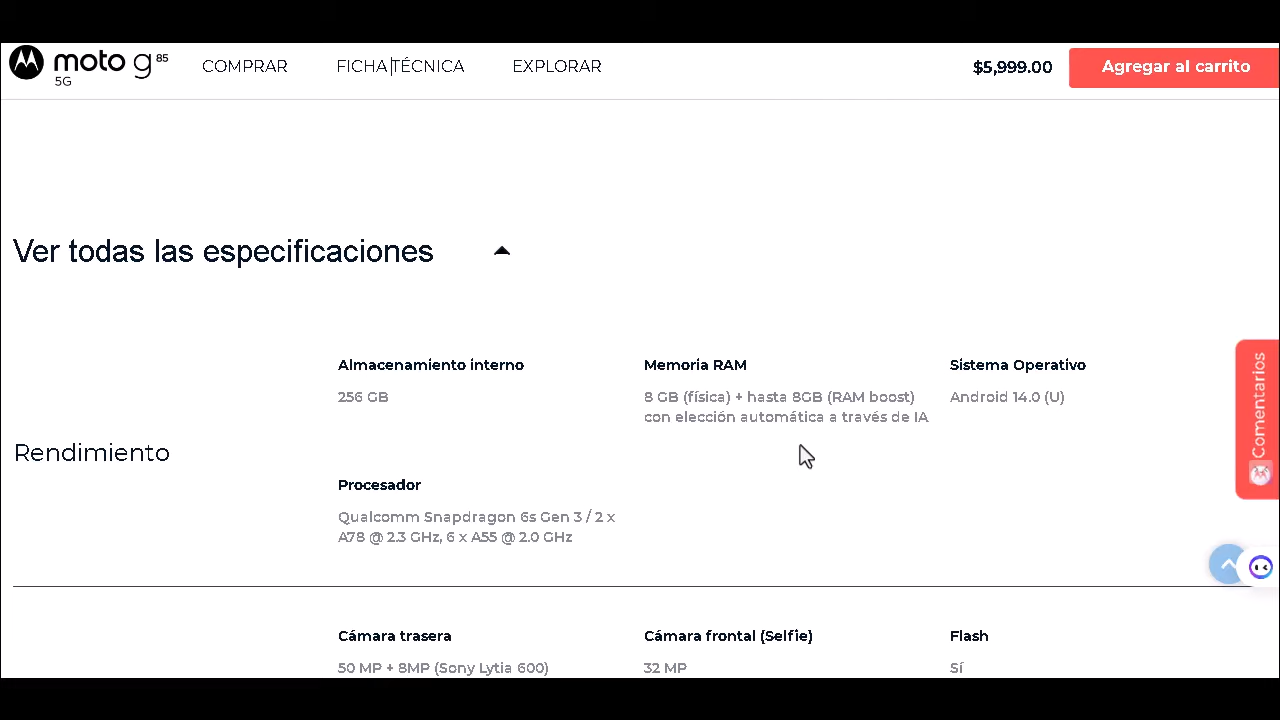 moto g 85
5G
COMPRAR
FICHA TÉCNICA
EXPLORAR
$5,999.00
Agregar al carrito
Ver todas las especificaciones
Rendimiento
Almacenamiento interno
256 GB
Memoria RAM
8 GB (física) + hasta 8GB (RAM boost)
con elección automática a través de IA
Sistema Operativo
Android 14.0 (U)
Procesador
Qualcomm Snapdragon 6s Gen 3 / 2 x
A78 @ 2.3 GHz, 6 x A55 @ 2.0 GHz
Cámara trasera
50 MP + 8MP (Sony Lytia 600)
Cámara frontal (Selfie)
32 MP
Flash
Sí
Comentarios